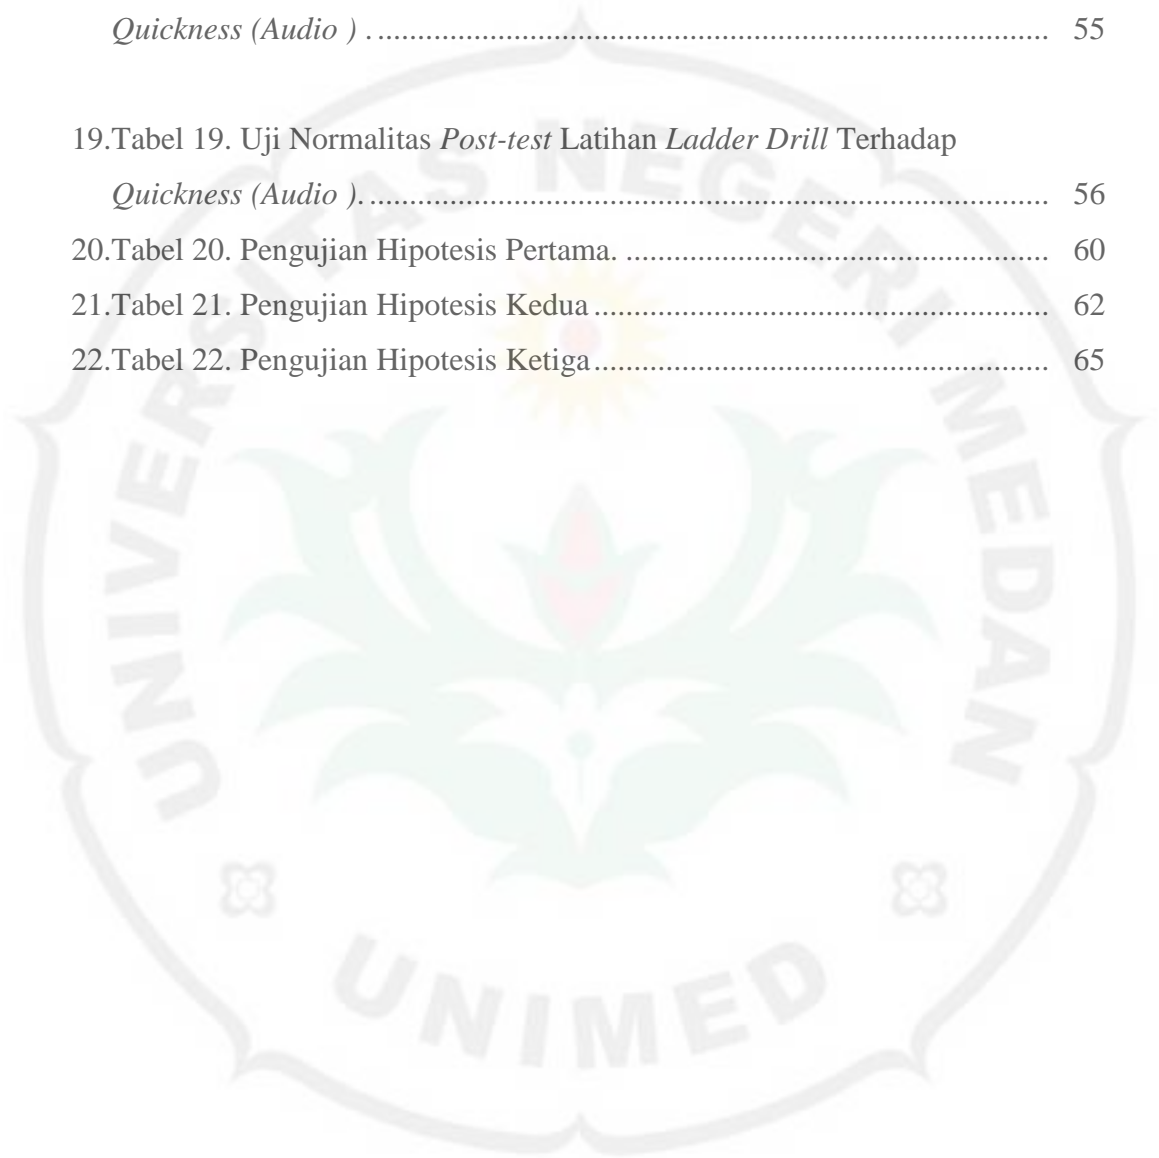 Quickness (Audio ) . .................................................................................... 55
19.Tabel 19. Uji Normalitas Post-test Latihan Ladder Drill Terhadap
Quickness (Audio ). ..................................................................................... 56
20.Tabel 20. Pengujian Hipotesis Pertama. ..................................................... 60
21.Tabel 21. Pengujian Hipotesis Kedua ......................................................... 62
22.Tabel 22. Pengujian Hipotesis Ketiga ......................................................... 65
UNIVERSITAS NEGERI MEDAN
UNIMED